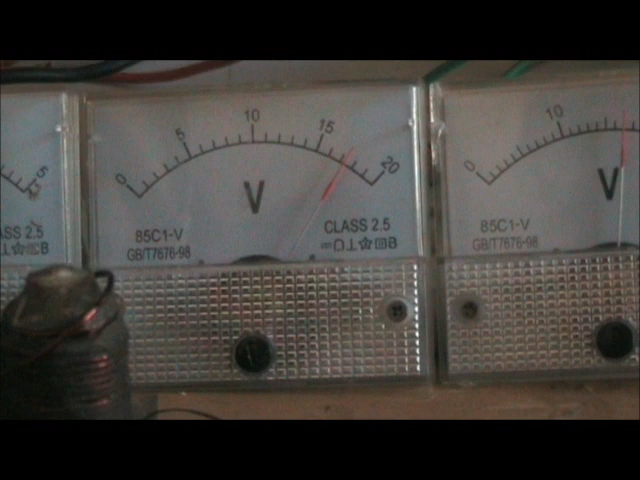 5
ASS 2.5
0 5 10 15 20
V
85C1-V
GB/T7676-98
CLASS 2.5
0 10
V
85C1-V
GB/T7676-98